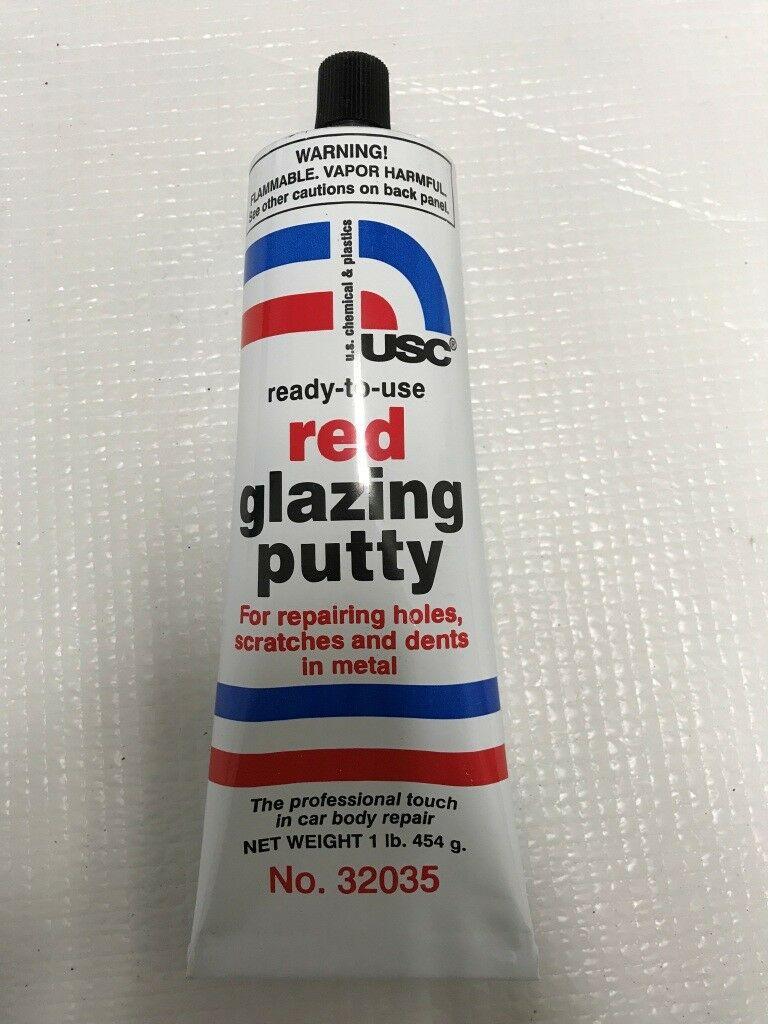 WARNING!
FLAMMABLE. VAPOR HARMFUL.
See other cautions on back panel.
u.s. chemical & plastics
USC®
ready-to-use
red
glazing
putty
For repairing holes,
scratches and dents
in metal
The professional touch
in car body repair
NET WEIGHT 1 lb. 454 g.
No. 32035